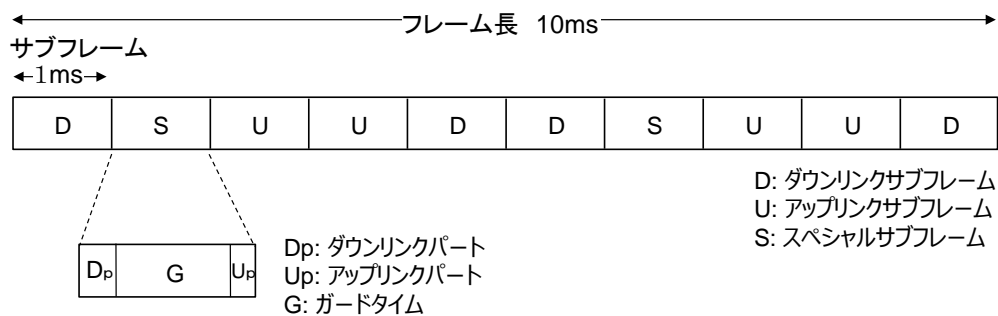 フレーム長 10ms
サブフレーム
1ms
D S U U D D S U U D
D: ダウンリンクサブフレーム
U: アップリンクサブフレーム
S: スペシャルサブフレーム
Dp G Up
Dp: ダウンリンクパート
Up: アップリンクパート
G: ガードタイム